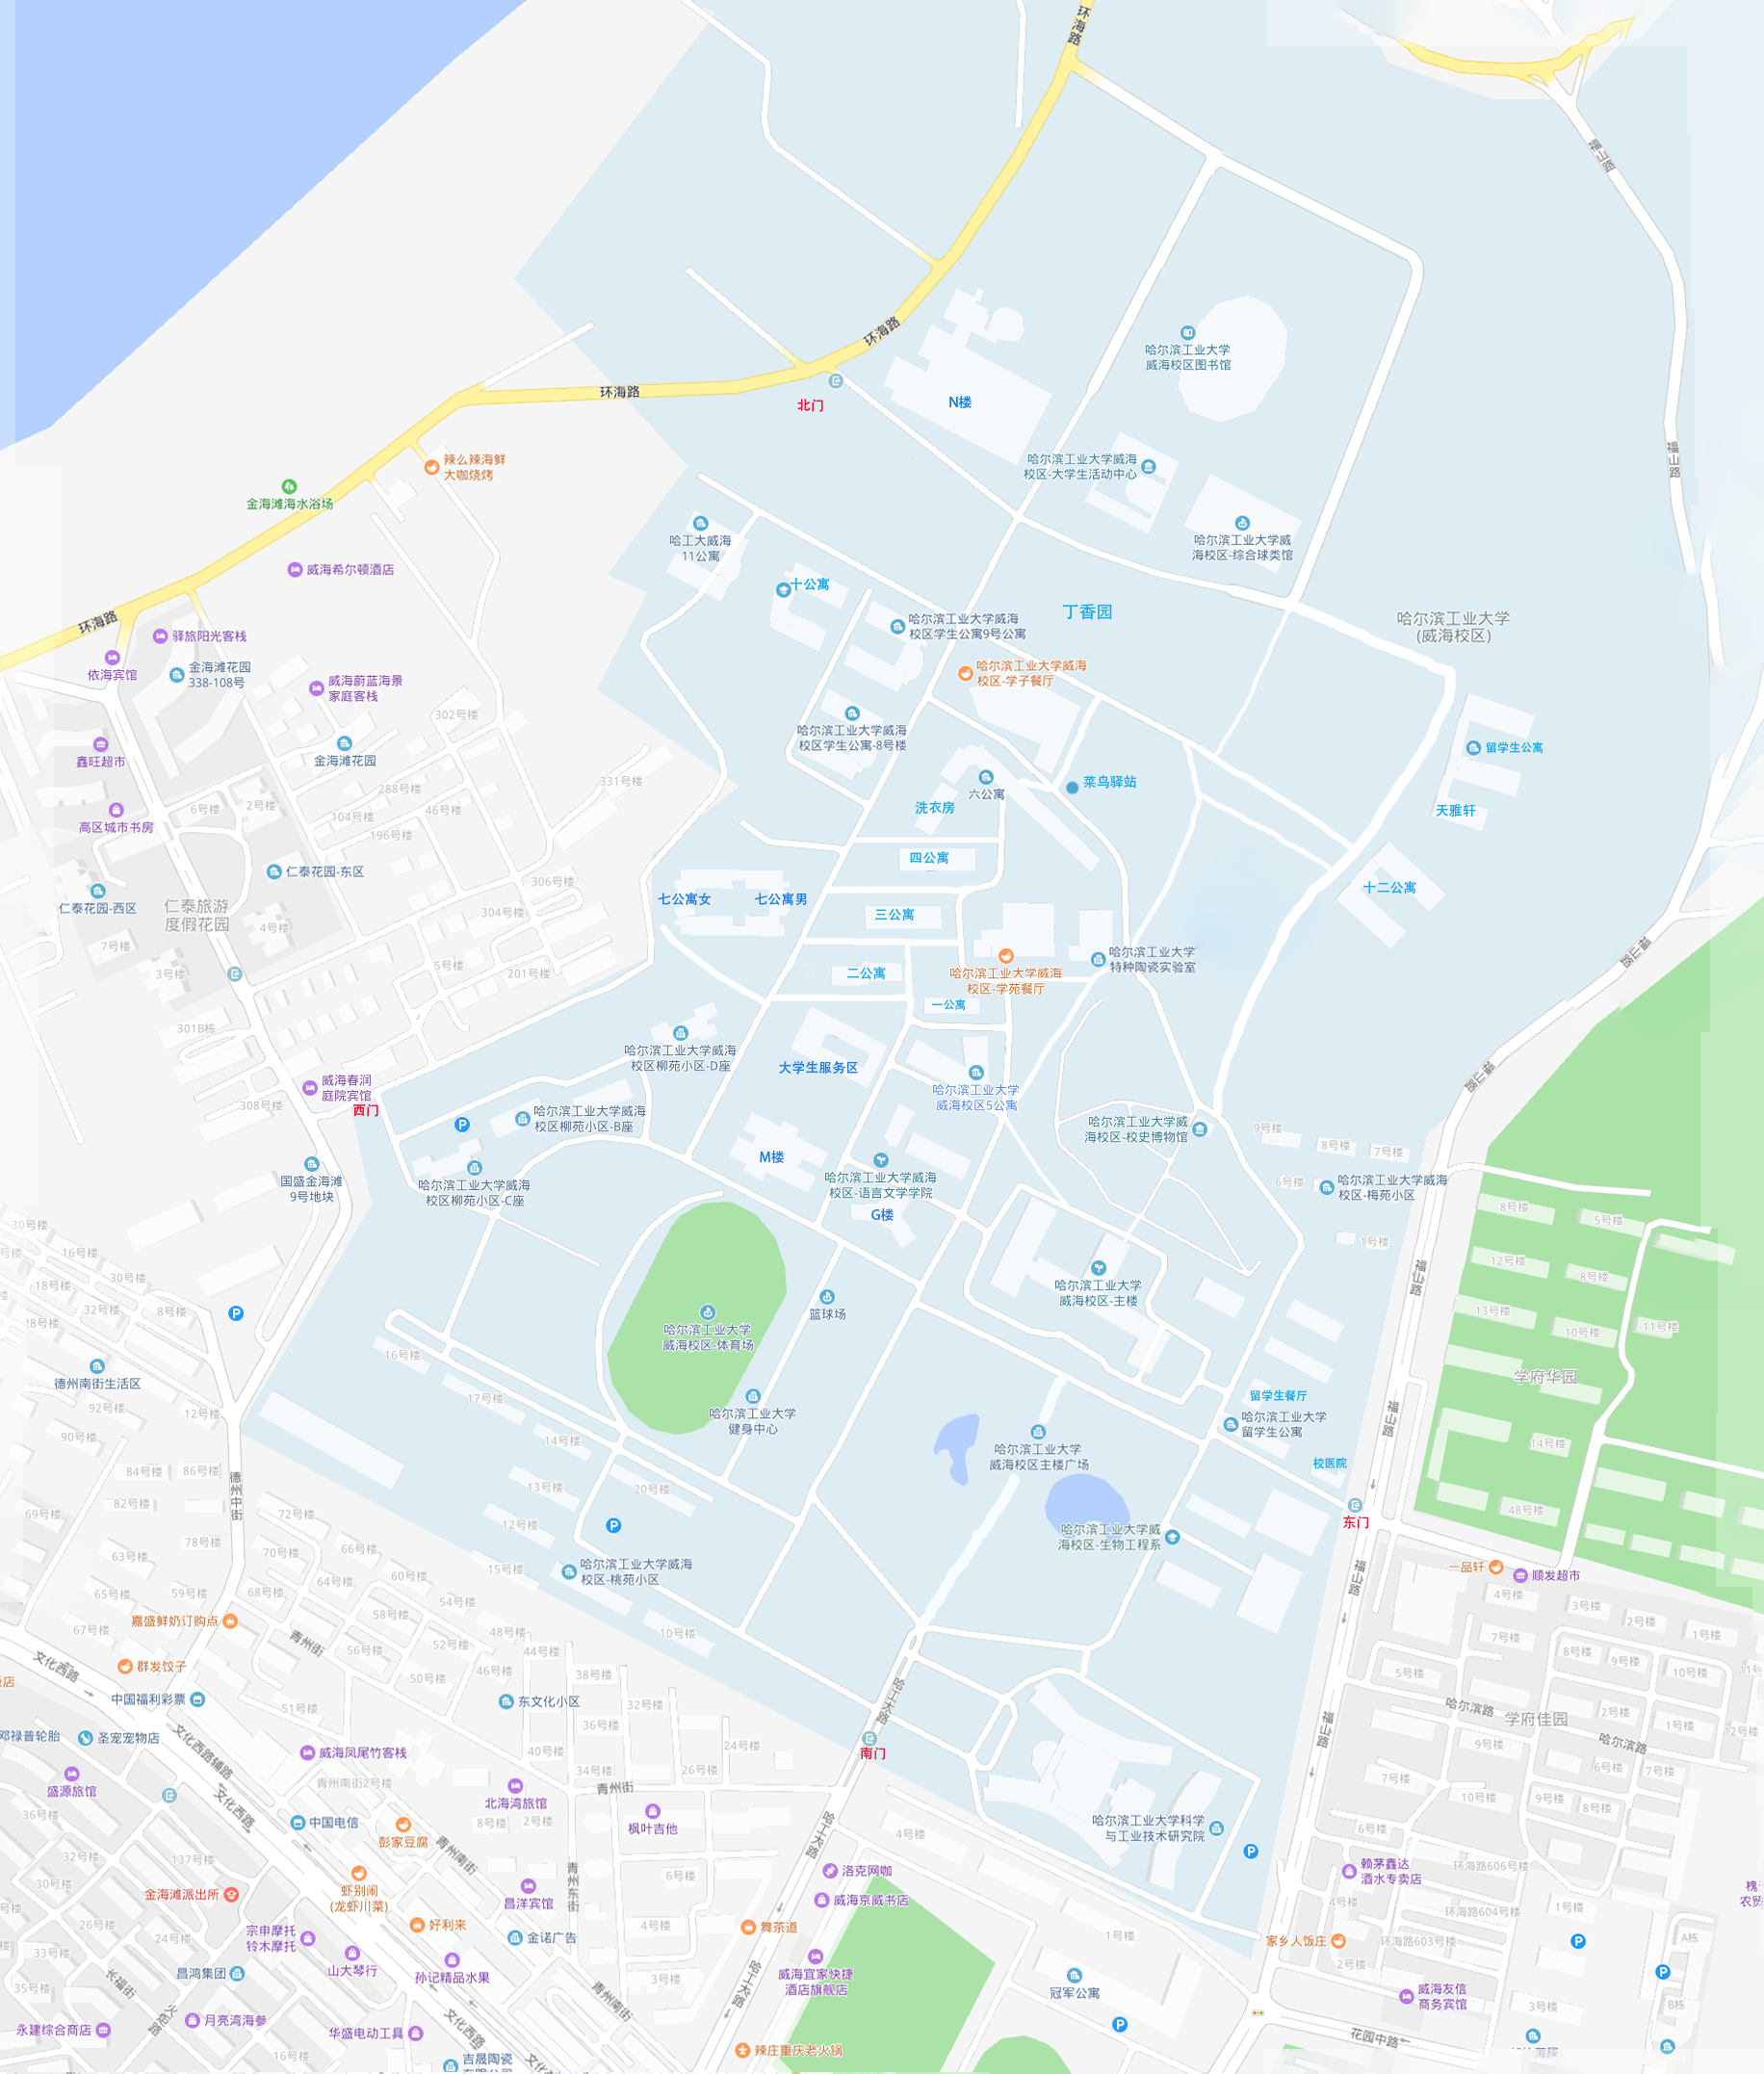 环海路
福山路
环海路
哈尔滨工业大学
威海校区图书馆
环海路
北门
N楼
福山路
辣么辣海鲜
大咖烧烤
哈尔滨工业大学威海
校区-大学生活动中心
金海滩海水浴场
哈工大威海
11公寓
哈尔滨工业大学威
海校区-综合球类馆
威海希尔顿酒店
十公寓
丁香园
哈尔滨工业大学
(威海校区)
环海路
驿旅阳光客栈
哈尔滨工业大学威海
校区学生公寓9号公寓
依海宾馆
金海滩花园
338-108号
哈尔滨工业大学威海
校区-学子餐厅
威海蔚蓝海景
家庭客栈
302号楼
哈尔滨工业大学威海
校区学生公寓-8号楼
鑫旺超市
金海滩花园
留学生公寓
331号楼
288号楼
六公寓
菜鸟驿站
洗衣房
天雅轩
高区城市书房
6号楼
2号楼
104号楼
46号楼
196号楼
四公寓
仁泰花园-东区
306号楼
十二公寓
仁泰花园-西区
仁泰旅游
度假花园
304号楼
七公寓女
七公寓男
三公寓
4号楼
7号楼
3号楼
5号楼
201号楼
二公寓
哈尔滨工业大学威海
校区-学苑餐厅
哈尔滨工业大学
特种陶瓷实验室
福山路
一公寓
301B栋
哈尔滨工业大学威海
校区柳苑小区-D座
大学生服务区
福山路
威海春润
庭院宾馆
308号楼
西门
哈尔滨工业大学
威海校区5公寓
哈尔滨工业大学威海
校区柳苑小区-B座
哈尔滨工业大学威
海校区-校史博物馆
9号楼
8号楼
7号楼
M楼
国盛金海滩
9号地块
哈尔滨工业大学威海
校区柳苑小区-C座
哈尔滨工业大学威海
校区-语言文学学院
6号楼
哈尔滨工业大学威海
校区-梅苑小区
G楼
1号楼
8号楼
5号楼
30号楼
16号楼
30号楼
18号楼
32号楼
8号楼
18号楼
福山路
12号楼
8号楼
哈尔滨工业大学
威海校区-主楼
篮球场
哈尔滨工业大学
威海校区-体育场
13号楼
10号楼
11号楼
16号楼
德州南街生活区
17号楼
学府华园
留学生餐厅
92号楼
12号楼
90号楼
哈尔滨工业大学
健身中心
哈尔滨工业大学
留学生公寓
福山路
14号楼
14号楼
哈尔滨工业大学
威海校区主楼广场
校医院
84号楼
86号楼
德州中街
13号楼
20号楼
82号楼
69号楼
72号楼
48号楼
东门
12号楼
78号楼
哈尔滨工业大学威
海校区-生物工程系
63号楼
70号楼
66号楼
15号楼
哈尔滨工业大学威海
校区-桃苑小区
一品轩
顺发超市
福山路
65号楼
59号楼
68号楼
64号楼
60号楼
54号楼
4号楼
3号楼
2号楼
1号楼
嘉盛鲜奶订购点
67号楼
58号楼
48号楼
10号楼
青州街
56号楼
52号楼
44号楼
7号楼
8号楼
9号楼
10号楼
文化西路
群发饺子
50号楼
46号楼
38号楼
5号楼
中国福利彩票
51号楼
东文化小区
32号楼
哈工大路
哈尔滨路
2号楼
学府佳园
1号楼
12号楼
36号楼
邓禄普轮胎
圣宠宠物店
文化西路辅路
威海凤尾竹客栈
40号楼
24号楼
南门
福山路
9号楼
哈尔滨路
盛源旅馆
青州南街2号楼
34号楼
26号楼
7号楼
6号楼
7号楼
青州街
北海湾旅馆
10号楼
9号楼
8号楼
文化西路
36号楼
中国电信
彭家豆腐
8号楼
2号楼
枫叶吉他
哈尔滨工业大学科学
与工业技术研究院
6号楼
哈工大路
4号楼
青州南街
32号楼
137号楼
30号楼
虾别闹
(龙虾川菜)
青州东街
6号楼
洛克网咖
赖茅鑫达
酒水专卖店
环海路606号楼
金海滩派出所
昌洋宾馆
威海京威书店
4号楼
1号楼
环海路604号楼
26号楼
好利来
4号楼
舞茶道
1号楼
宗申摩托
铃木摩托
24号楼
金诺广告
家乡人饭庄
环海路603号楼
A栋
33号楼
山大琴行
孙记精品水果
3号楼
威海宜家快捷
酒店旗舰店
2号楼
昌鸿集团
35号楼
长福街
冠军公寓
威海友信
商务宾馆
3号楼
B栋
哈工大路
青州南街
火炬路
月亮湾海参
永建综合商店
华盛电动工具
文化西路
花园中路
16号楼
辣庄重庆老火锅
吉晟陶瓷